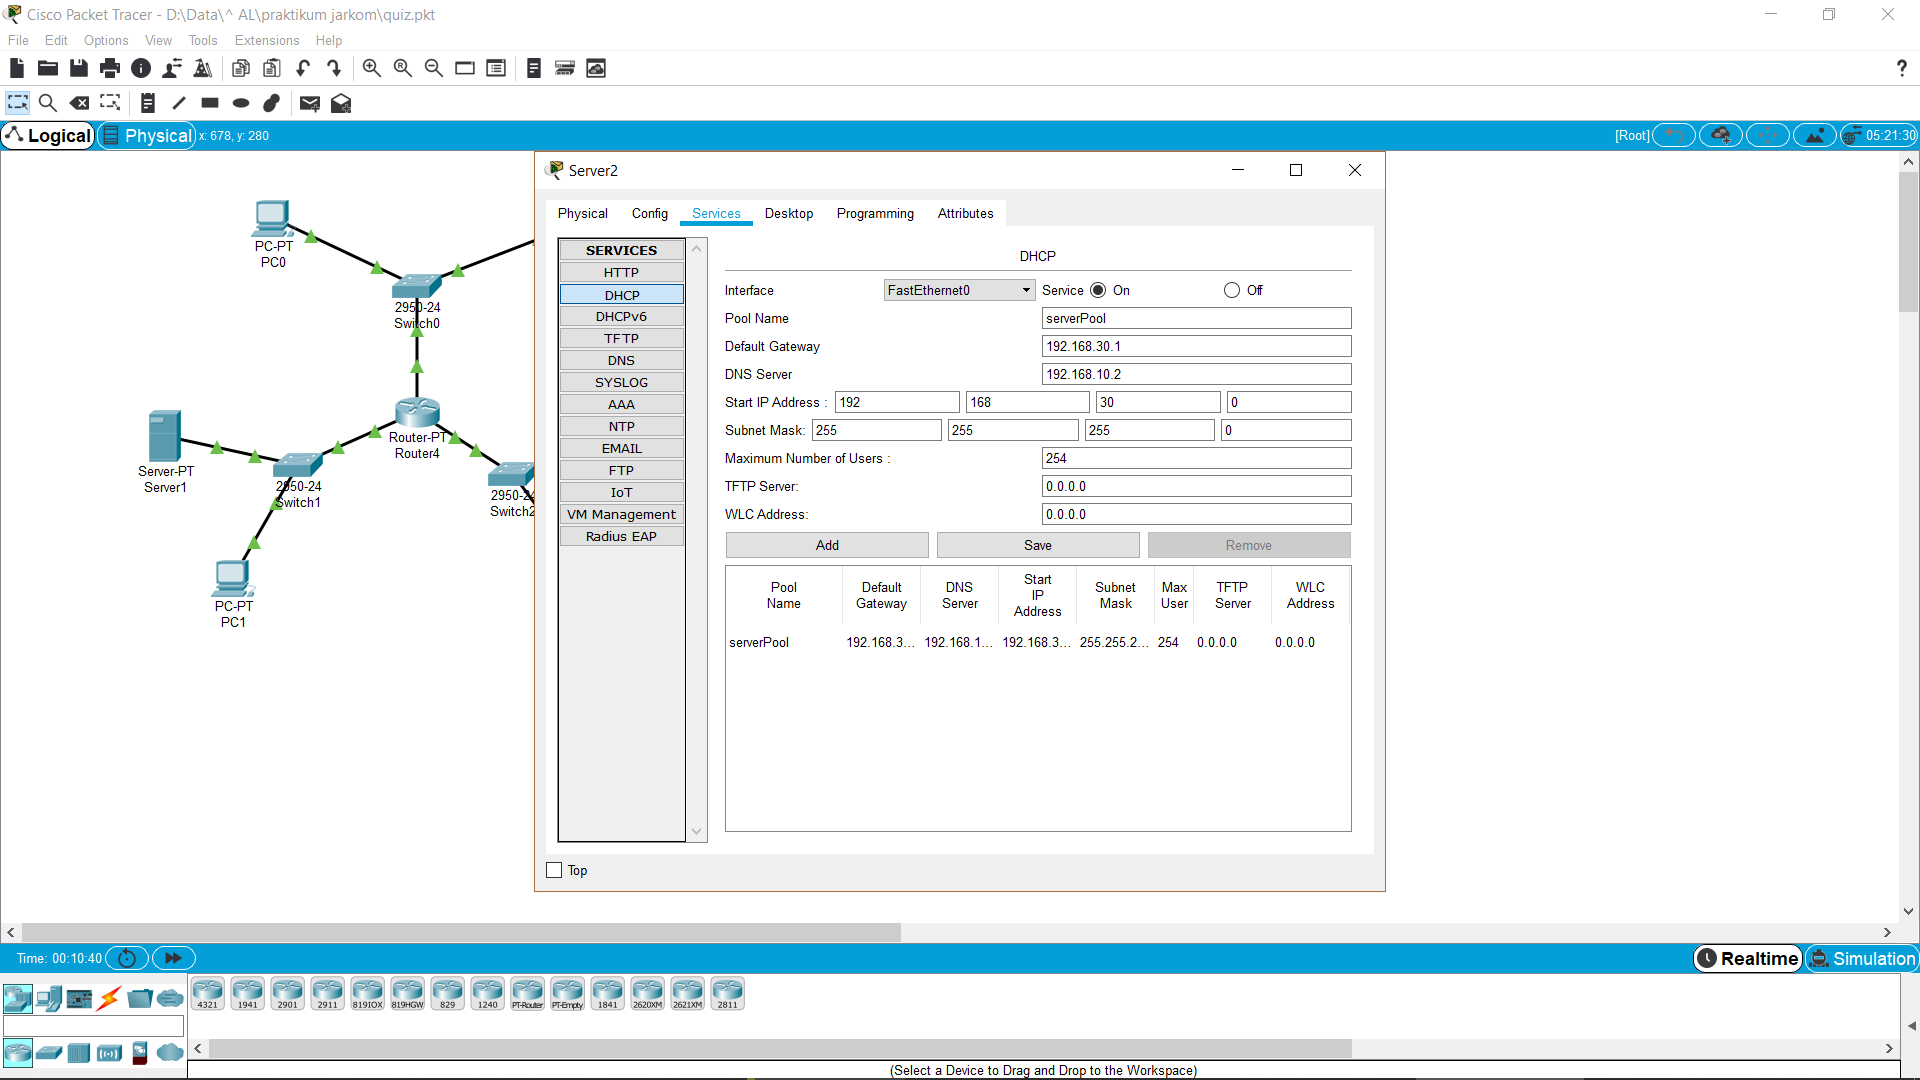 Cisco Packet Tracer - D:\Data\^ AL\praktikum jarkom\quiz.pkt
File Edit Options View Tools Extensions Help
?
Logical Physical x: 678, y: 280 [Root] 05:21:30
Server2
Physical Config Services Desktop Programming Attributes
SERVICES
HTTP
DHCP
DHCPv6
TFTP
DNS
SYSLOG
AAA
NTP
EMAIL
FTP
IoT
VM Management
Radius EAP
DHCP
Interface FastEthernet0 Service On Off
Pool Name serverPool
Default Gateway 192.168.30.1
DNS Server 192.168.10.2
Start IP Address : 192 168 30 0
Subnet Mask: 255 255 255 0
Maximum Number of Users : 254
TFTP Server: 0.0.0.0
WLC Address: 0.0.0.0
Add Save Remove
Pool Name Default Gateway DNS Server Start IP Address Subnet Mask Max User TFTP Server WLC Address
serverPool 192.168.3... 192.168.1... 192.168.3... 255.255.2... 254 0.0.0.0 0.0.0.0
Top
PC-PT
PC0
2950-24
Switch0
Router-PT
Router4
Server-PT
Server1
2950-24
Switch1
2950-24
Switch2
PC-PT
PC1
Time: 00:10:40 Realtime Simulation
4321 1941 2901 2911 819IOX 819HGW 829 1240 PT-Router PT-Empty 1841 2620XM 2621XM 2811
(Select a Device to Drag and Drop to the Workspace)